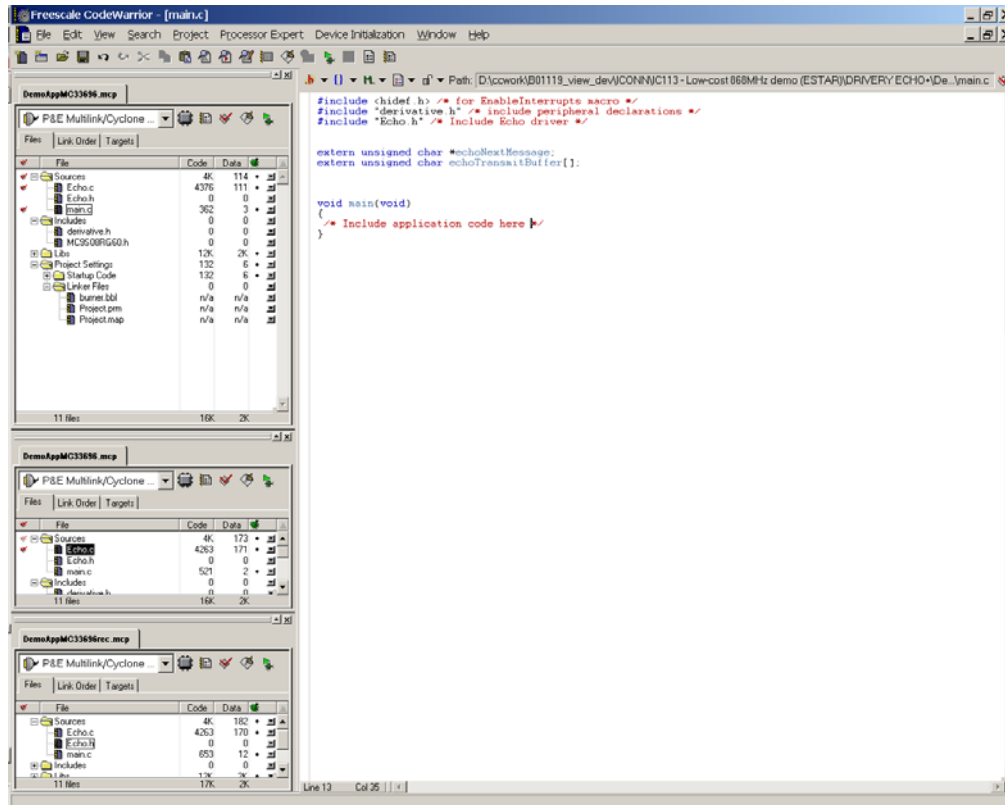 Freescale CodeWarrior - [main.c]
File Edit View Search Project Processor Expert Device Initialization Window Help
DemoAppMC33696.mcp
P&E Multilink/Cyclone ...
Files Link Order Targets
File Code Data
Sources 4K 114
Echo.c 4376 111
Echo.h 0 0
main.c 362 3
Includes 0 0
derivative.h 0 0
MC9S08RG60.h 0 0
Libs 12K 2K
Project Settings 132 6
Startup Code 132 6
Linker Files 0 0
burner.bbl n/a n/a
Project.prm n/a n/a
Project.map n/a n/a
11 files 16K 2K
DemoAppMC33696.mcp
P&E Multilink/Cyclone ...
Files Link Order Targets
File Code Data
Sources 4K 173
Echo.c 4263 171
Echo.h 0 0
main.c 521 2
Includes 0 0
derivative.h 0 0
11 files 16K 2K
DemoAppMC33696rec.mcp
P&E Multilink/Cyclone ...
Files Link Order Targets
File Code Data
Sources 4K 182
Echo.c 4263 170
Echo.h 0 0
main.c 653 12
Includes 0 0
Libs 12K 2K
11 files 17K 2K
b {} M Path: D:\ccwork\B01119_view_dev\ICONN\IC113 - Low-cost 868MHz demo (ESTAR)\DRIVERY ECHO+\De...\main.c
#include <hidef.h> /* for EnableInterrupts macro */
#include "derivative.h" /* include peripheral declarations */
#include "Echo.h" /* Include Echo driver */
extern unsigned char *echoNextMessage;
extern unsigned char echoTransmitBuffer[];
void main(void)
{
/* Include application code here */
}
Line 13 Col 35